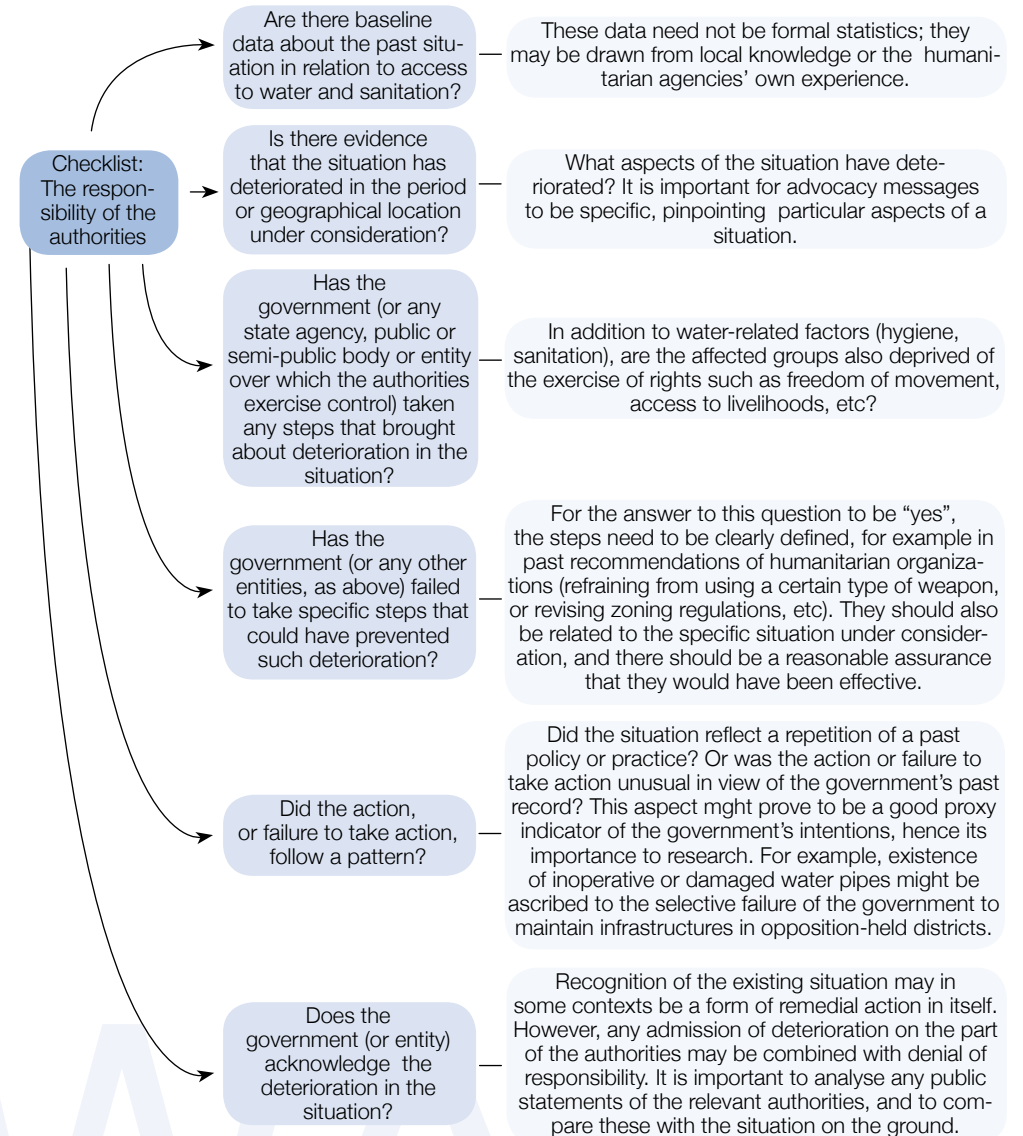 Checklist:
The respon-
sibility of the
authorities
Are there baseline
data about the past situ-
ation in relation to access
to water and sanitation?
These data need not be formal statistics; they
may be drawn from local knowledge or the humani-
tarian agencies’ own experience.
Is there evidence
that the situation has
deteriorated in the period
or geographical location
under consideration?
What aspects of the situation have dete-
riorated? It is important for advocacy messages
to be specific, pinpointing particular aspects of a
situation.
Has the
government (or any
state agency, public or
semi-public body or entity
over which the authorities
exercise control) taken
any steps that brought
about deterioration in the
situation?
In addition to water-related factors (hygiene,
sanitation), are the affected groups also deprived of
the exercise of rights such as freedom of movement,
access to livelihoods, etc?
Has the
government (or any other
entities, as above) failed
to take specific steps that
could have prevented
such deterioration?
For the answer to this question to be “yes”,
the steps need to be clearly defined, for example in
past recommendations of humanitarian organiza-
tions (refraining from using a certain type of weapon,
or revising zoning regulations, etc). They should also
be related to the specific situation under consider-
ation, and there should be a reasonable assurance
that they would have been effective.
Did the action,
or failure to take action,
follow a pattern?
Did the situation reflect a repetition of a past
policy or practice? Or was the action or failure to
take action unusual in view of the government’s past
record? This aspect mght prove to be a good proxy
indicator of the government’s intentions, hence its
importance to research. For example, existence
of inoperative or damaged water pipes might be
ascribed to the selective failure of the government to
maintain infrastructures in opposition-held districts.
Does the
government (or entity)
acknowledge the
deterioration in the
situation?
Recognition of the existing situation may in
some contexts be a form of remedial action in itself.
However, any admission of deterioration on the part
of the authorities may be combined with denial of
responsibility. It is important to analyse any public
statements of the relevant authorities, and to com-
pare these with the situation on the ground.